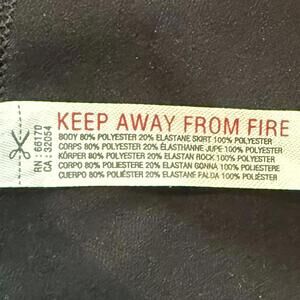 KEEP AWAY FROM FIRE
BODY 80% POLYESTER 20% ELASTANE SKIRT 100% POLYESTER
CORPS 80% POLYESTER 20% ÉLASTHANNE JUPE 100% POLYESTER
KÖRPER 80% POLYESTER 20% ELASTAN ROCK 100% POLYESTER
CORPO 80% POLIESTERE 20% ELASTAN GONNA 100% POLIESTERE
CUERPO 80% POLIÉSTER 20% ELASTANE FALDA 100% POLIÉSTER
RN : 66170
CA : 32054